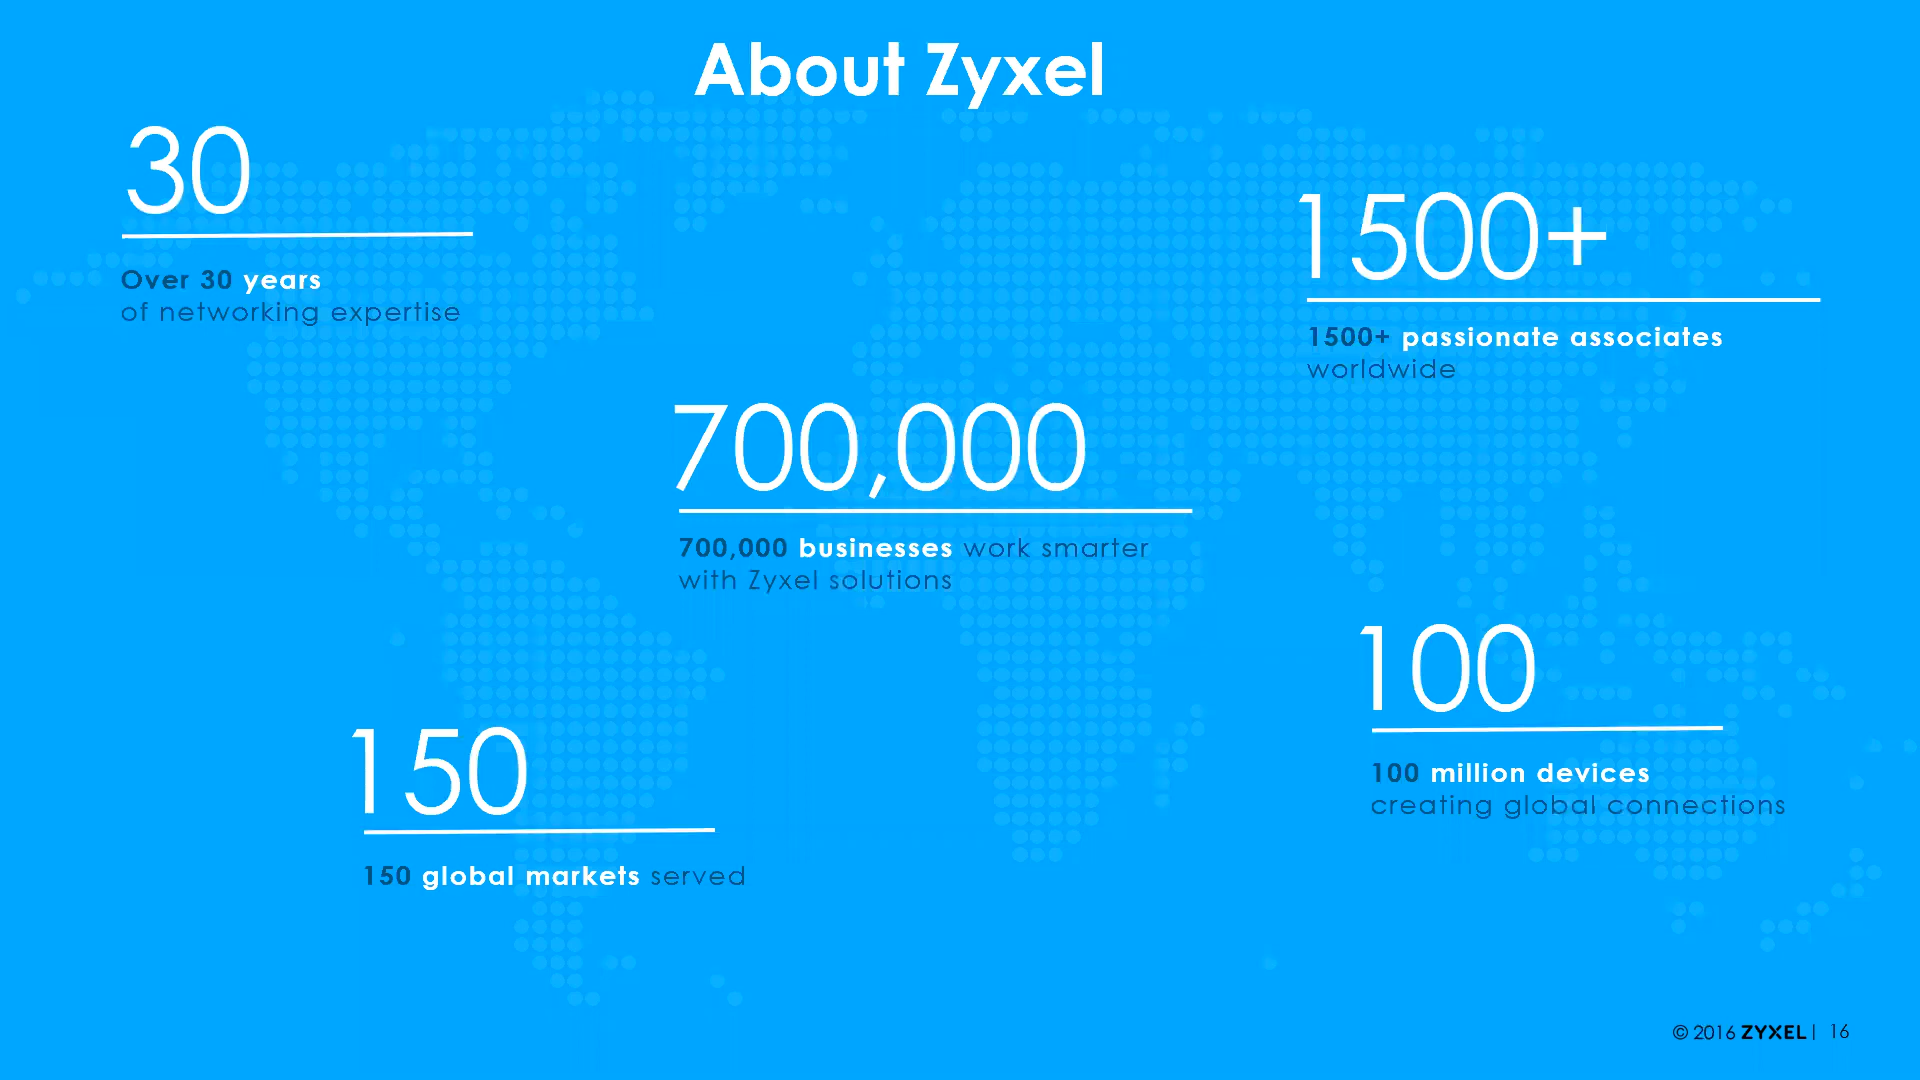 About Zyxel
30
Over 30 years
of networking expertise
1500+
1500+ passionate associates
worldwide
700,000
700,000 businesses work smarter
with Zyxel solutions
100
100 million devices
creating global connections
150
150 global markets served
© 2016 ZYXEL | 16